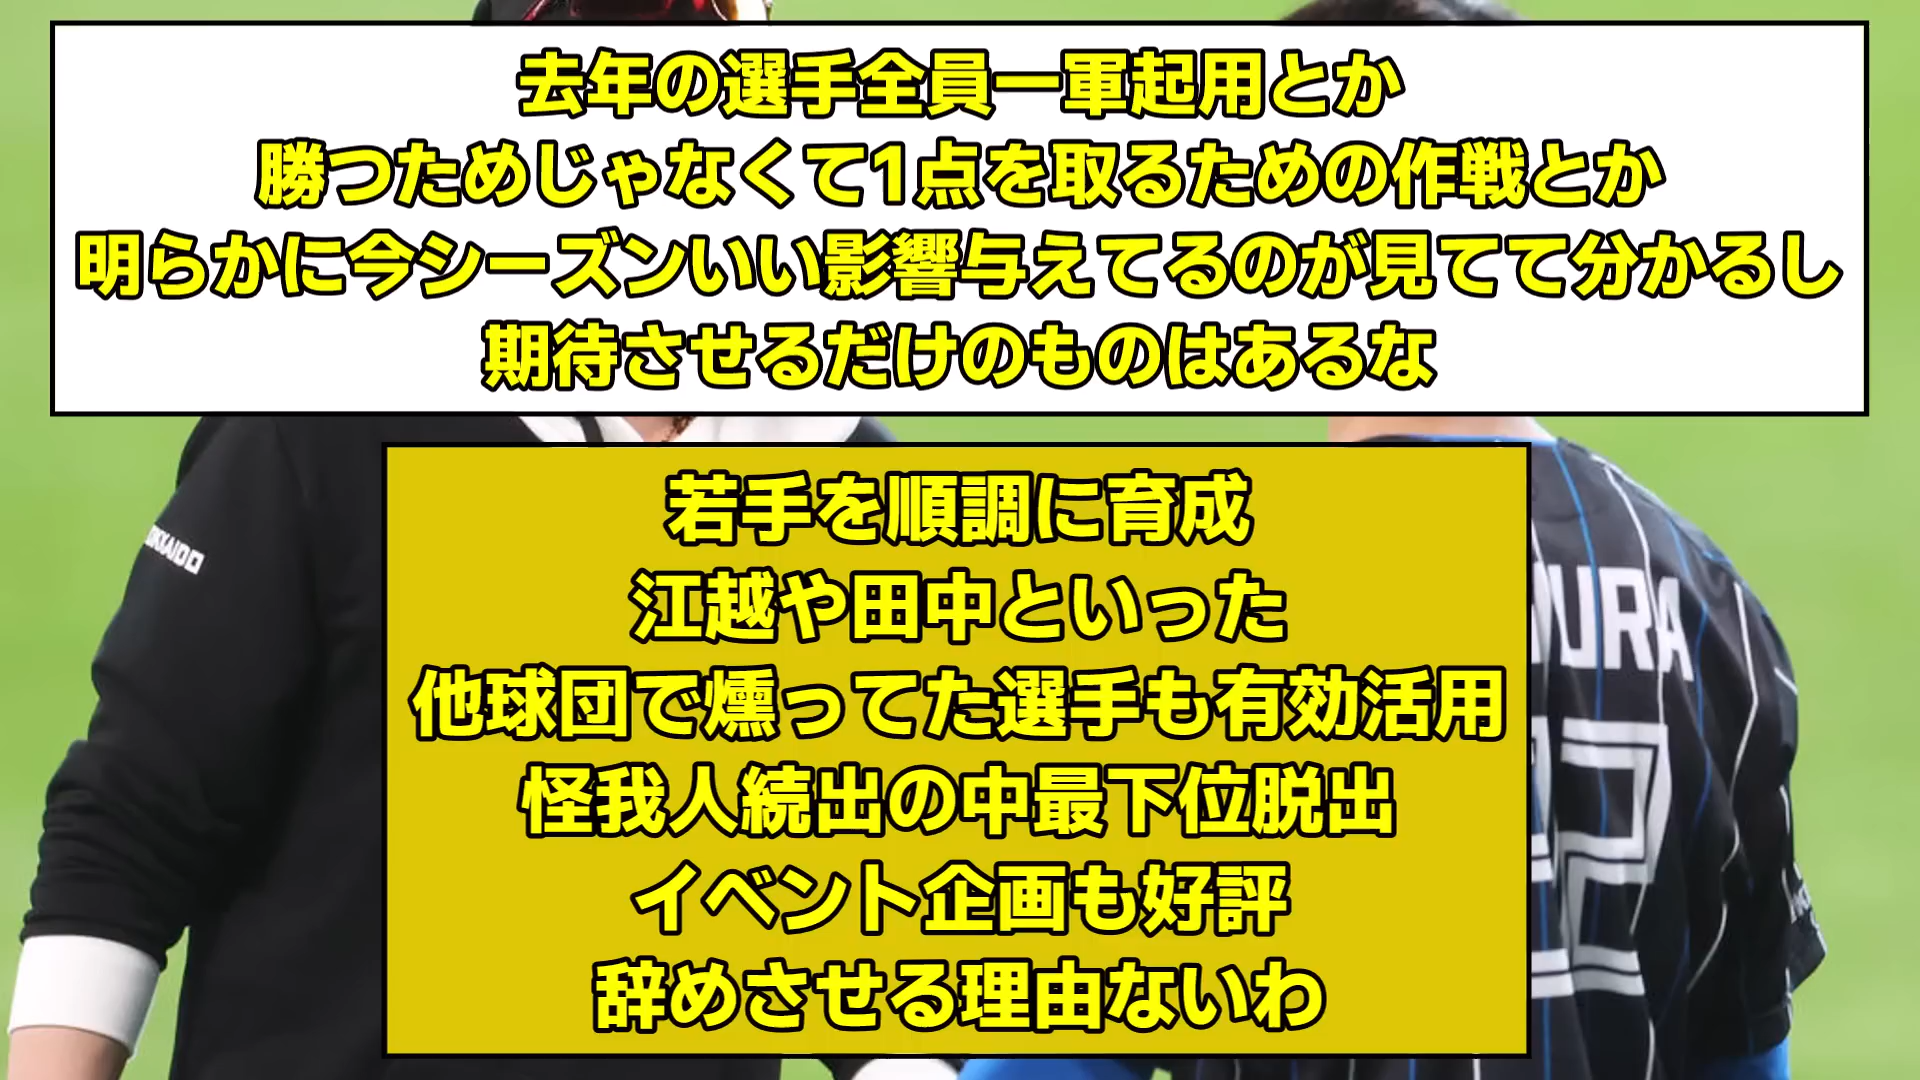 去年の選手全員一軍起用とか
勝つためじゃなくて1点を取るための作戦とか
明らかに今シーズンいい影響与えてるのが見てて分かるし
期待させるだけのものはあるな
若手を順調に育成
江越や田中といった
他球団で燻ってた選手も有効活用
怪我人続出の中最下位脱出
イベント企画も好評
辞めさせる理由ないわ
OKKAIDO
URA
22